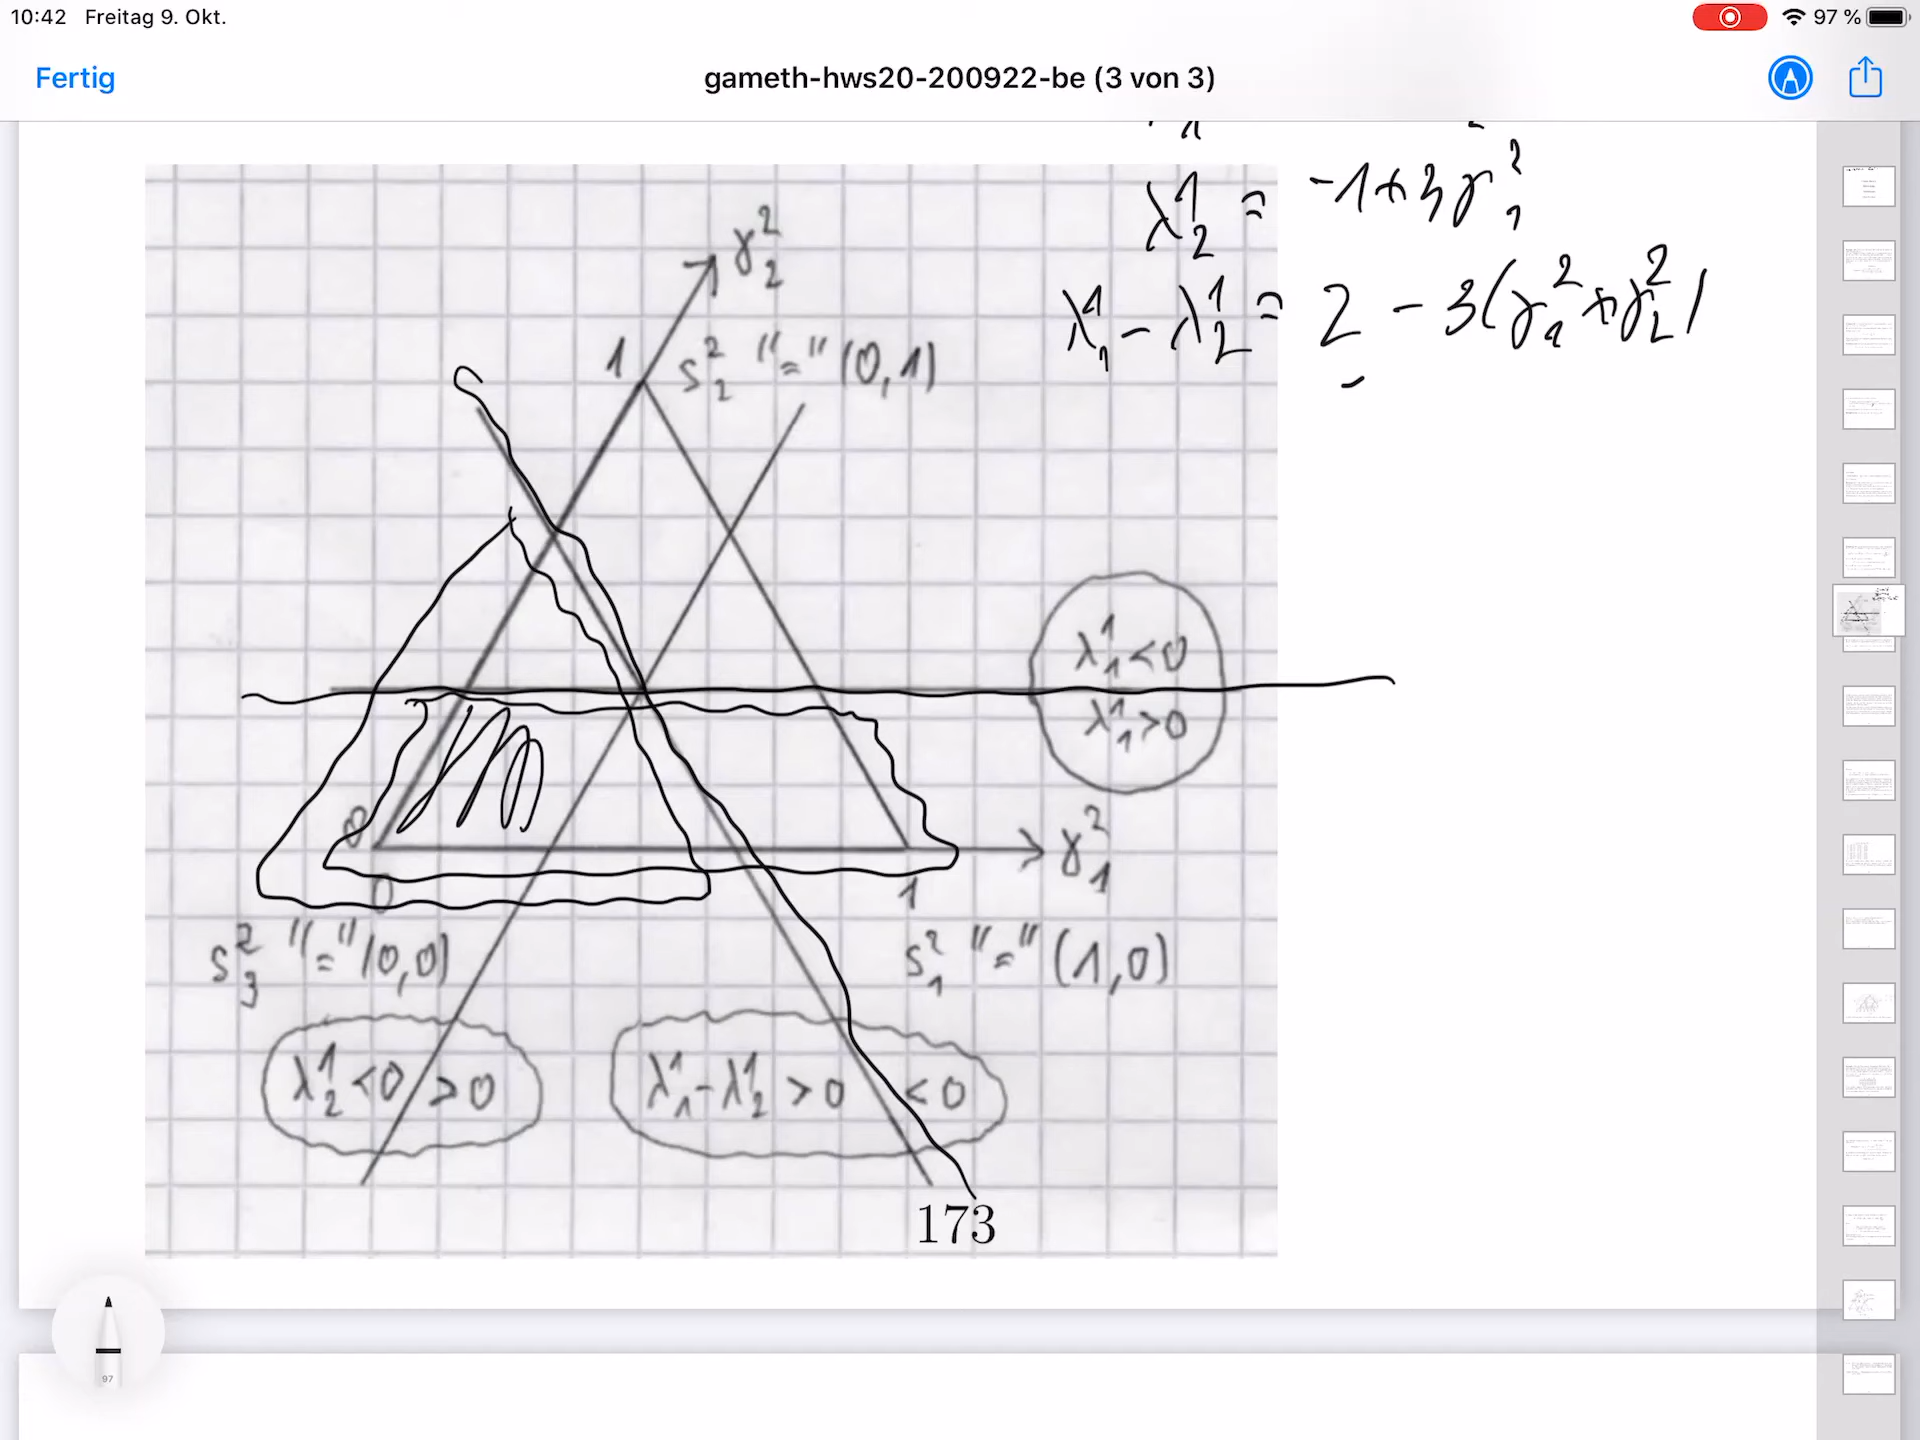 10:42 Freitag 9. Okt. 97 %
Fertig
gameth-hws20-200922-be (3 von 3)
λ¹₂ = -1+3γ²₁
λ¹₁ - λ¹₂ = 2 - 3(γ²₁+γ²₂)
γ²₂
1 s²₂ "=" (0,1)
λ¹₁<0
λ¹₁>0
0 γ²₁
0 1
s²₃ "=" (0,0) s²₁ "=" (1,0)
λ¹₂ <0 >0 λ¹₁-λ¹₂ >0 <0
173
97